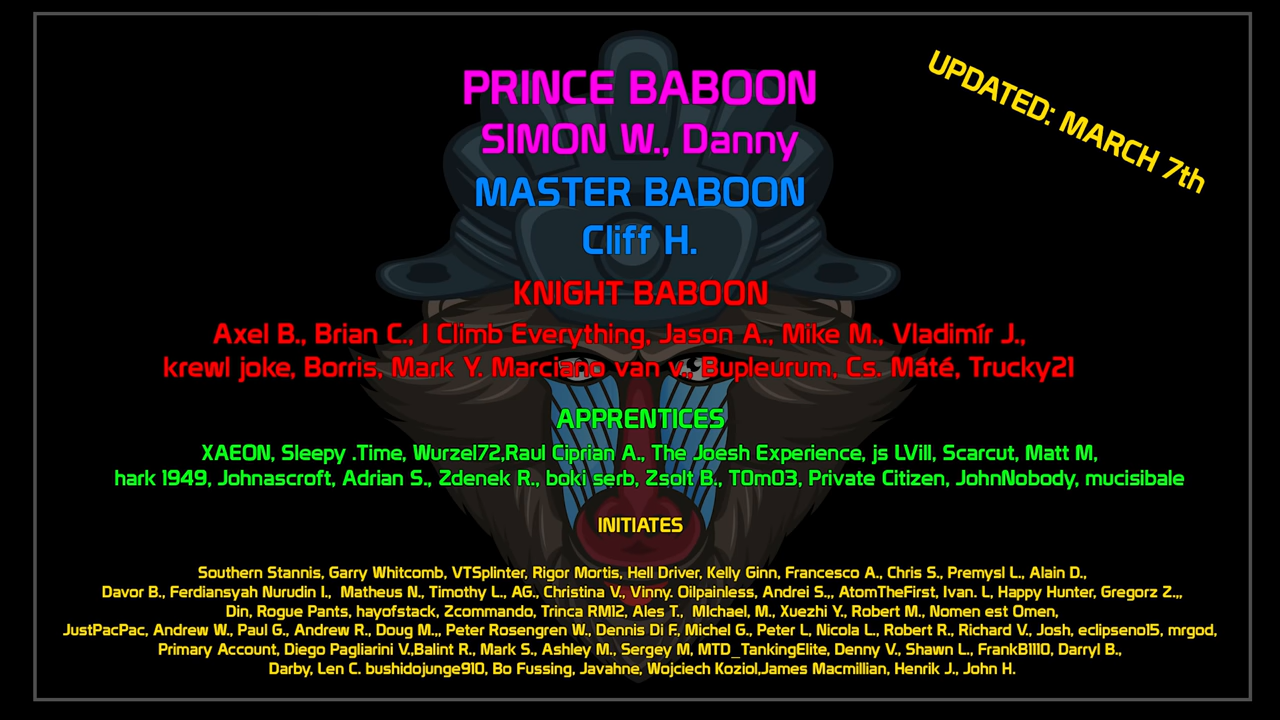 PRINCE BABOON
UPDATED: MARCH 7th
SIMON W., Danny
MASTER BABOON
Cliff H.
KNIGHT BABOON
Axel B., Brian C., I Climb Everything, Jason A., Mike M., Vladimír J.,
krewl joke, Borris, Mark Y. Marciano van v., Bupleurum, Cs. Máté, Trucky21
APPRENTICES
XAEON, Sleepy .Time, Wurzel72,Raul Ciprian A., The Joesh Experience, js LVill, Scarcut, Matt M,
hark 1949, Johnascroft, Adrian S., Zdenek R., boki serb, Zsolt B., T0m03, Private Citizen, JohnNobody, mucisibale
INITIATES
Southern Stannis, Garry Whitcomb, VTSplinter, Rigor Mortis, Hell Driver, Kelly Ginn, Francesco A., Chris S., Premysl L., Alain D.,
Davor B., Ferdiansyah Nurudin I., Matheus N., Timothy L., AG., Christina V., Vinny. Oilpainless, Andrei S.,, AtomTheFirst, Ivan. L, Happy Hunter, Gregorz Z.,,
Din, Rogue Pants, hayofstack, Zcommando, Trinca RM12, Ales T., MIchael, M., Xuezhi Y., Robert M., Nomen est Omen,
JustPacPac, Andrew W., Paul G., Andrew R., Doug M.,, Peter Rosengren W., Dennis Di F, Michel G., Peter L, Nicola L., Robert R., Richard V., Josh, eclipseno15, mrgod,
Primary Account, Diego Pagliarini V.,Balint R., Mark S., Ashley M., Sergey M, MTD_TankingElite, Denny V., Shawn L., FrankB1110, Darryl B.,
Darby, Len C. bushidojunge910, Bo Fussing, Javahne, Wojciech Koziol,James Macmillian, Henrik J., John H.